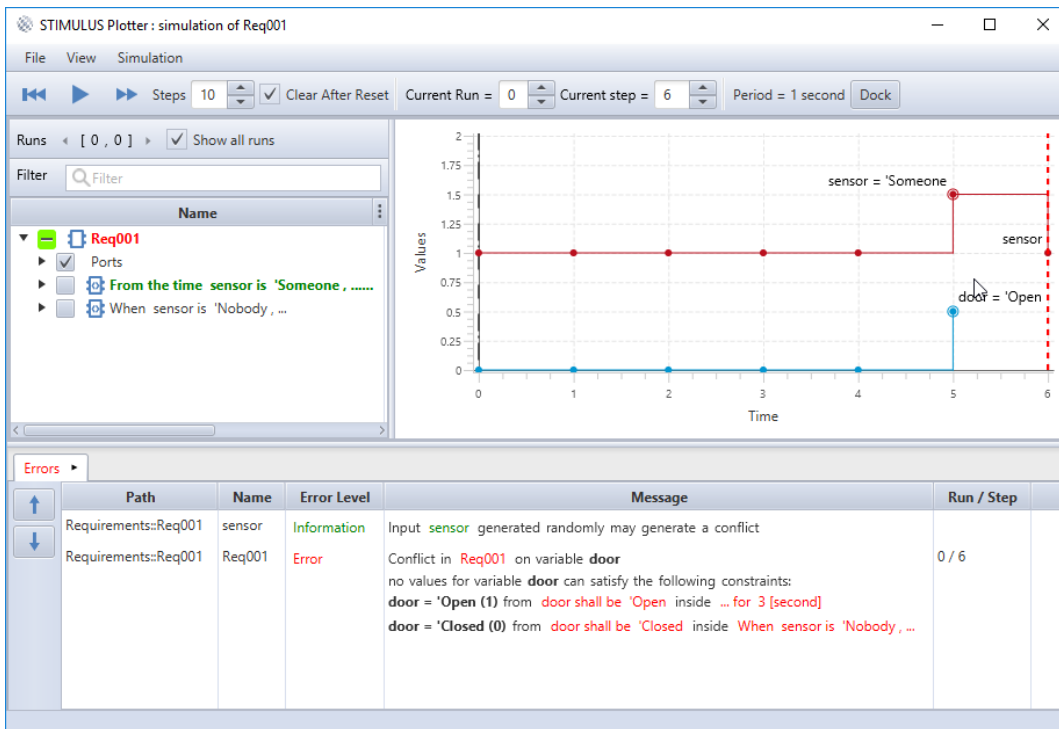 STIMULUS Plotter : simulation of Req001
File View Simulation
Steps 10 Clear After Reset Current Run = 0 Current step = 6 Period = 1 second Dock
Runs [ 0 , 0 ] Show all runs
Filter Filter
Name
Req001
Ports
From the time sensor is 'Someone , ......
When sensor is 'Nobody , ...
Values
2
1.75
1.5
1.25
1
0.75
0.5
0.25
0
sensor = 'Someone
sensor
door = 'Open
0 1 2 3 4 5 6
Time
Errors
Path Name Error Level Message Run / Step
Requirements::Req001 sensor Information Input sensor generated randomly may generate a conflict
Requirements::Req001 Req001 Error Conflict in Req001 on variable door 0 / 6
no values for variable door can satisfy the following constraints:
door = 'Open (1) from door shall be 'Open inside ... for 3 [second]
door = 'Closed (0) from door shall be 'Closed inside When sensor is 'Nobody , ...